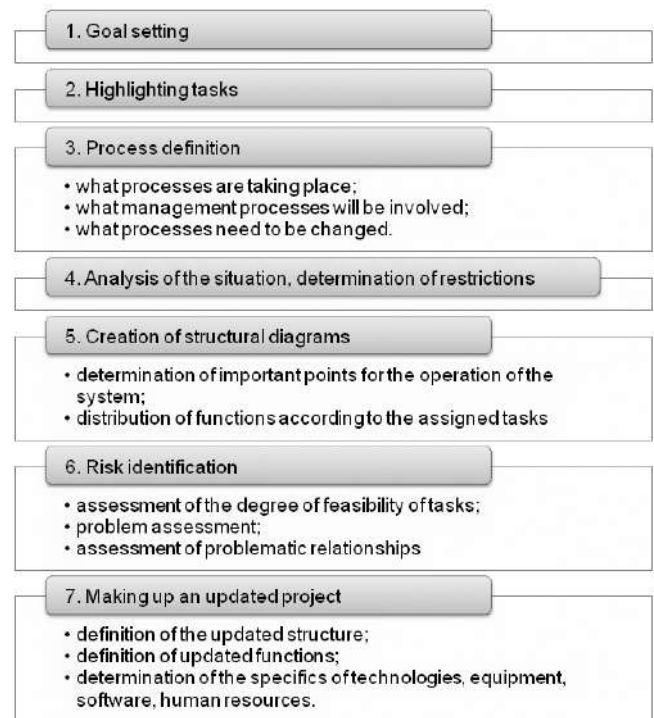 1. Goal setting
2. Highlighting tasks
3. Process definition
• what processes are taking place;
• what management processes will be involved;
• what processes need to be changed.
4. Analysis of the situation, determination of restrictions
5. Creation of structural diagrams
• determination of important points for the operation of the
system;
• distribution of functions according to the assigned tasks
6. Risk identification
• assessment of the degree of feasibility of tasks;
• problem assessment;
• assessment of problematic relationships
7. Making up an updated project
• definition of the updated structure;
• definition of updated functions;
• determination of the specifics of technologies, equipment,
software, human resources.